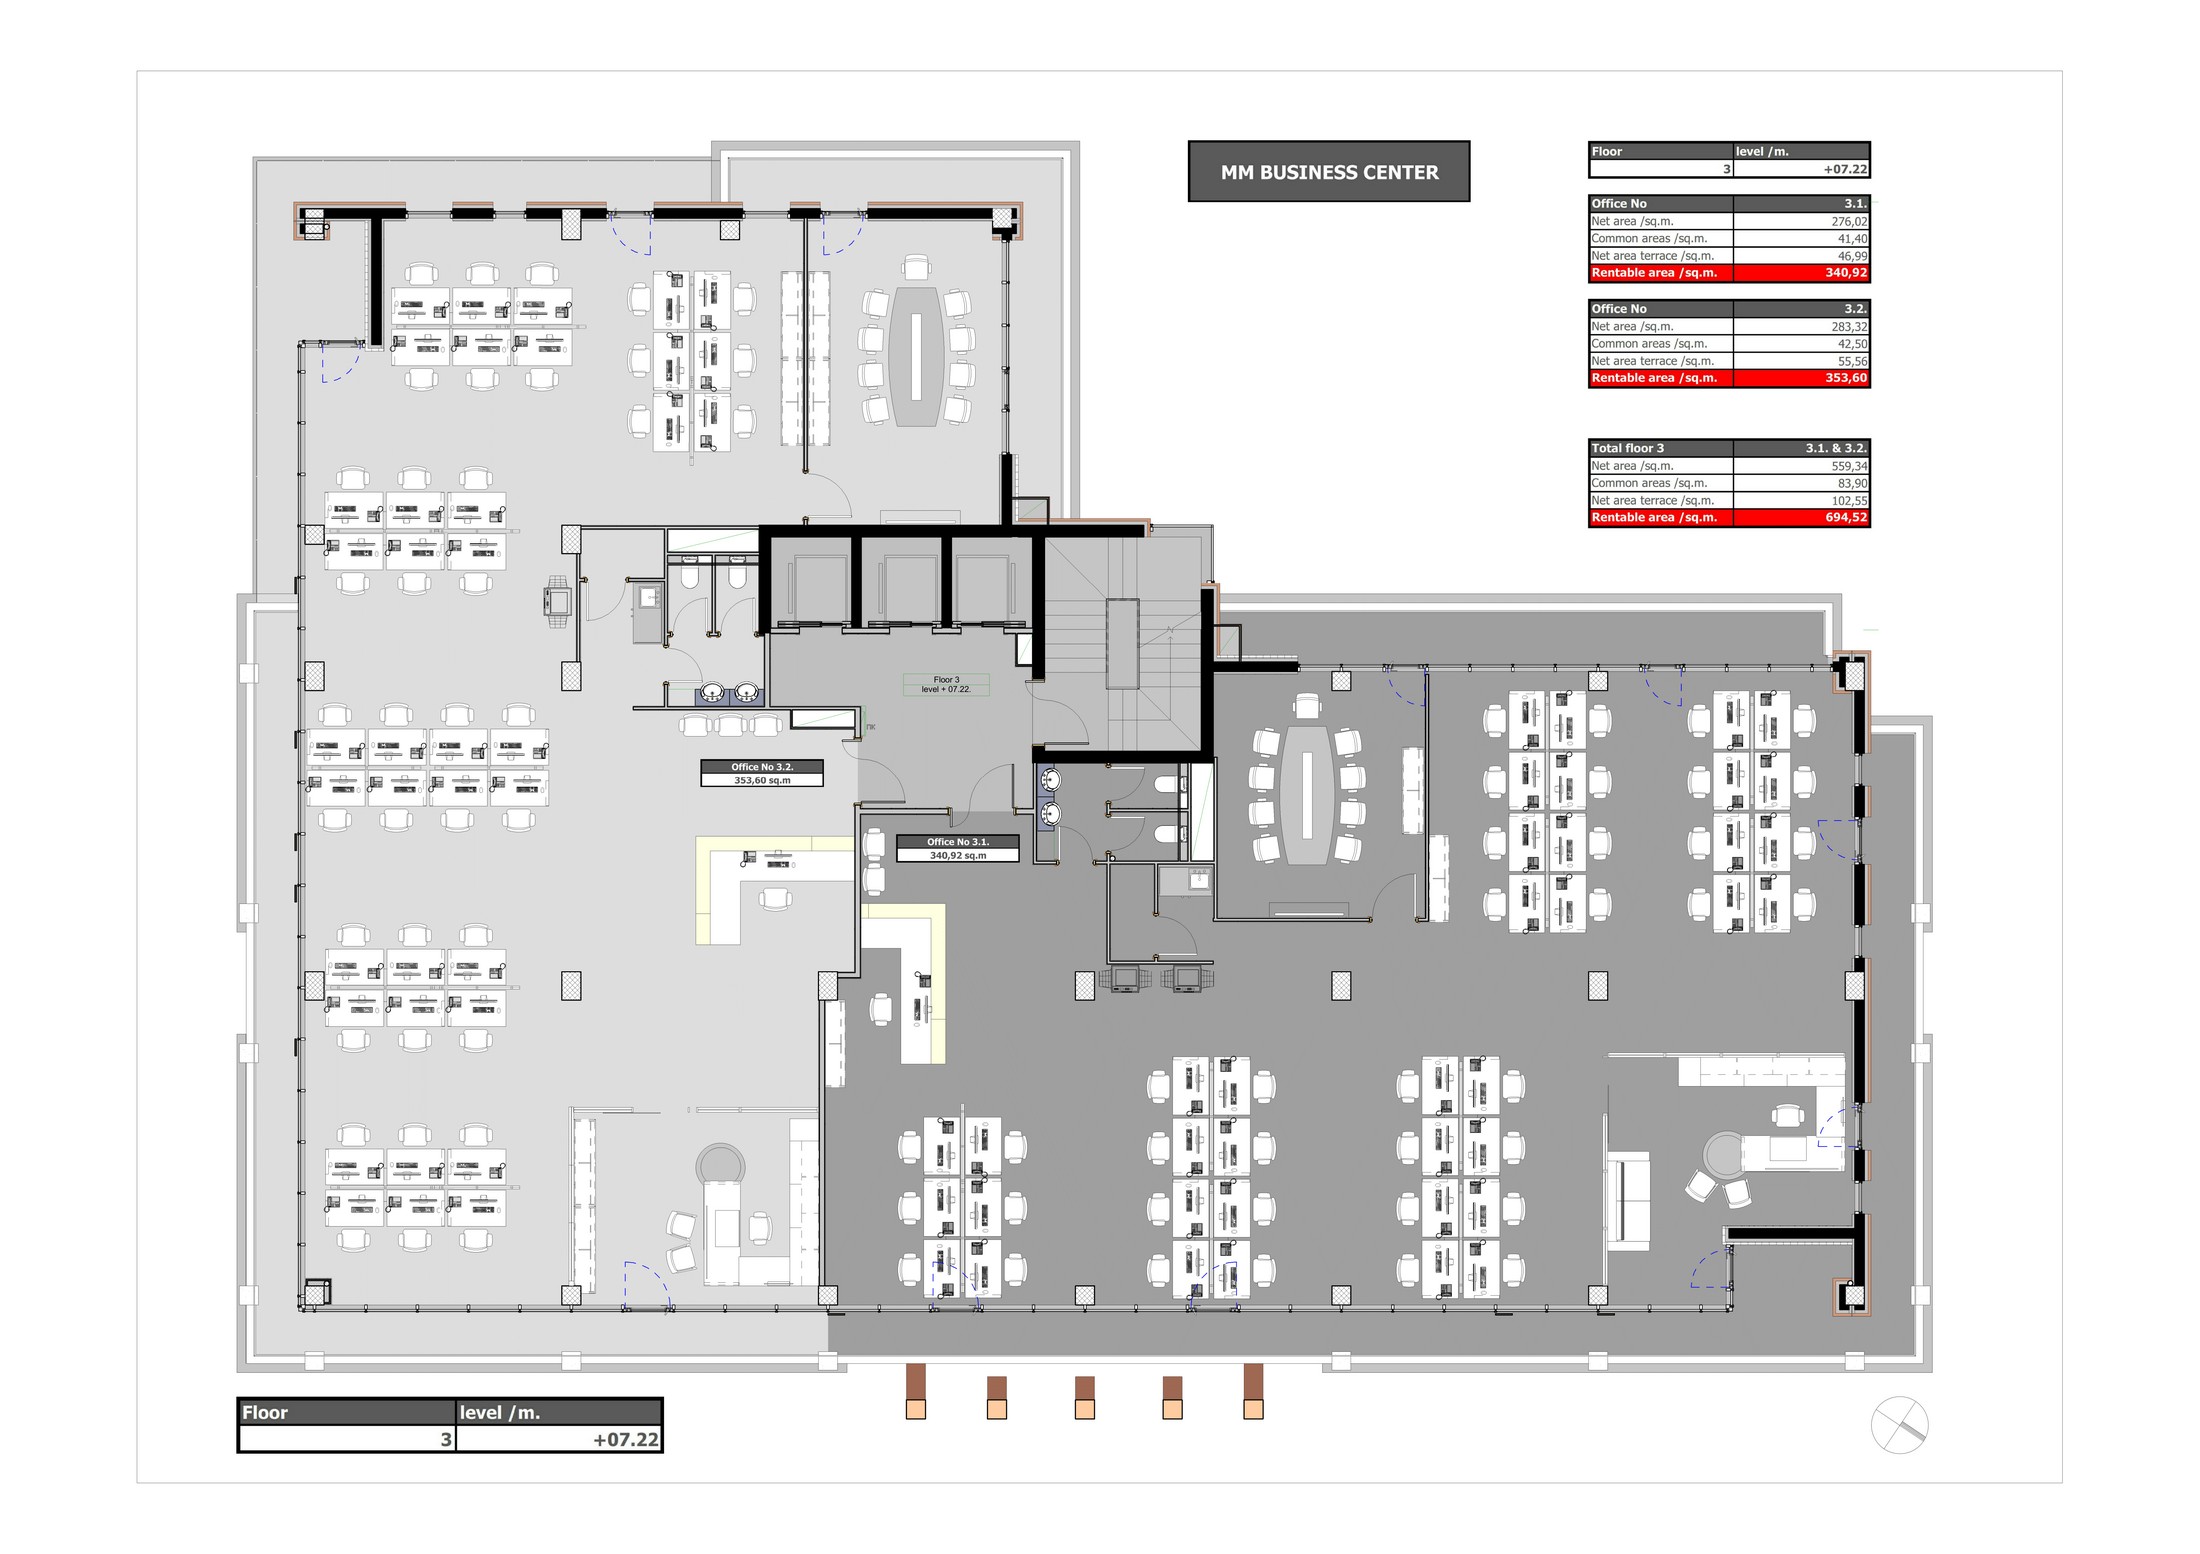 MM BUSINESS CENTER
Floor level /m.
3 +07.22
Office No 3.1.
Net area /sq.m. 276,02
Common areas /sq.m. 41,40
Net area terrace /sq.m. 46,99
Rentable area /sq.m. 340,92
Office No 3.2.
Net area /sq.m. 283,32
Common areas /sq.m. 42,50
Net area terrace /sq.m. 55,56
Rentable area /sq.m. 353,60
Total floor 3 3.1. & 3.2.
Net area /sq.m. 559,34
Common areas /sq.m. 83,90
Net area terrace /sq.m. 102,55
Rentable area /sq.m. 694,52
Floor 3
level + 07.22.
ПК
Office No 3.2.
353,60 sq.m
Office No 3.1.
340,92 sq.m
Floor level /m.
3 +07.22